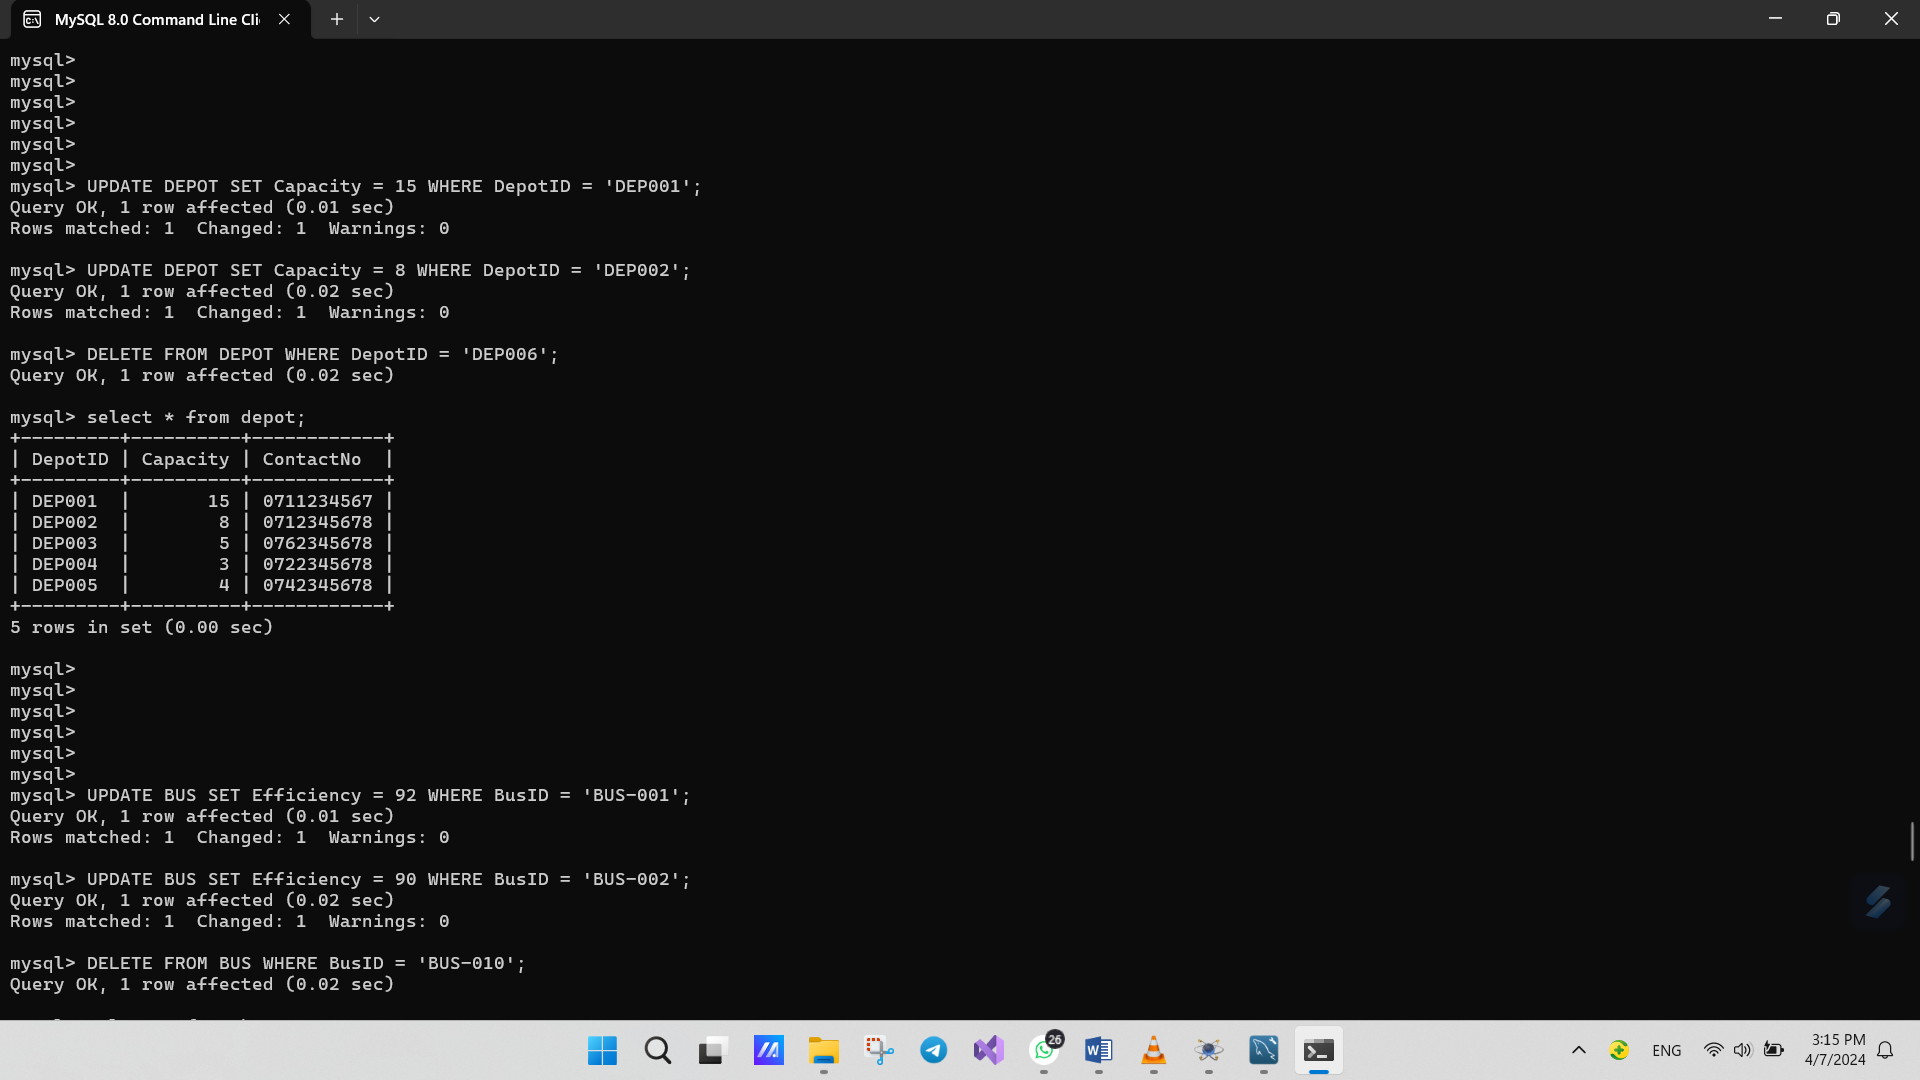 MySQL 8.0 Command Line Cli
mysql>
mysql>
mysql>
mysql>
mysql>
mysql>
mysql> UPDATE DEPOT SET Capacity = 15 WHERE DepotID = 'DEP001';
Query OK, 1 row affected (0.01 sec)
Rows matched: 1  Changed: 1  Warnings: 0
mysql> UPDATE DEPOT SET Capacity = 8 WHERE DepotID = 'DEP002';
Query OK, 1 row affected (0.02 sec)
Rows matched: 1  Changed: 1  Warnings: 0
mysql> DELETE FROM DEPOT WHERE DepotID = 'DEP006';
Query OK, 1 row affected (0.02 sec)
mysql> select * from depot;
+---------+----------+------------+
| DepotID | Capacity | ContactNo  |
+---------+----------+------------+
| DEP001  |       15 | 0711234567 |
| DEP002  |        8 | 0712345678 |
| DEP003  |        5 | 0762345678 |
| DEP004  |        3 | 0722345678 |
| DEP005  |        4 | 0742345678 |
+---------+----------+------------+
5 rows in set (0.00 sec)
mysql>
mysql>
mysql>
mysql>
mysql>
mysql>
mysql> UPDATE BUS SET Efficiency = 92 WHERE BusID = 'BUS-001';
Query OK, 1 row affected (0.01 sec)
Rows matched: 1  Changed: 1  Warnings: 0
mysql> UPDATE BUS SET Efficiency = 90 WHERE BusID = 'BUS-002';
Query OK, 1 row affected (0.02 sec)
Rows matched: 1  Changed: 1  Warnings: 0
mysql> DELETE FROM BUS WHERE BusID = 'BUS-010';
Query OK, 1 row affected (0.02 sec)
26
ENG
3:15 PM
4/7/2024